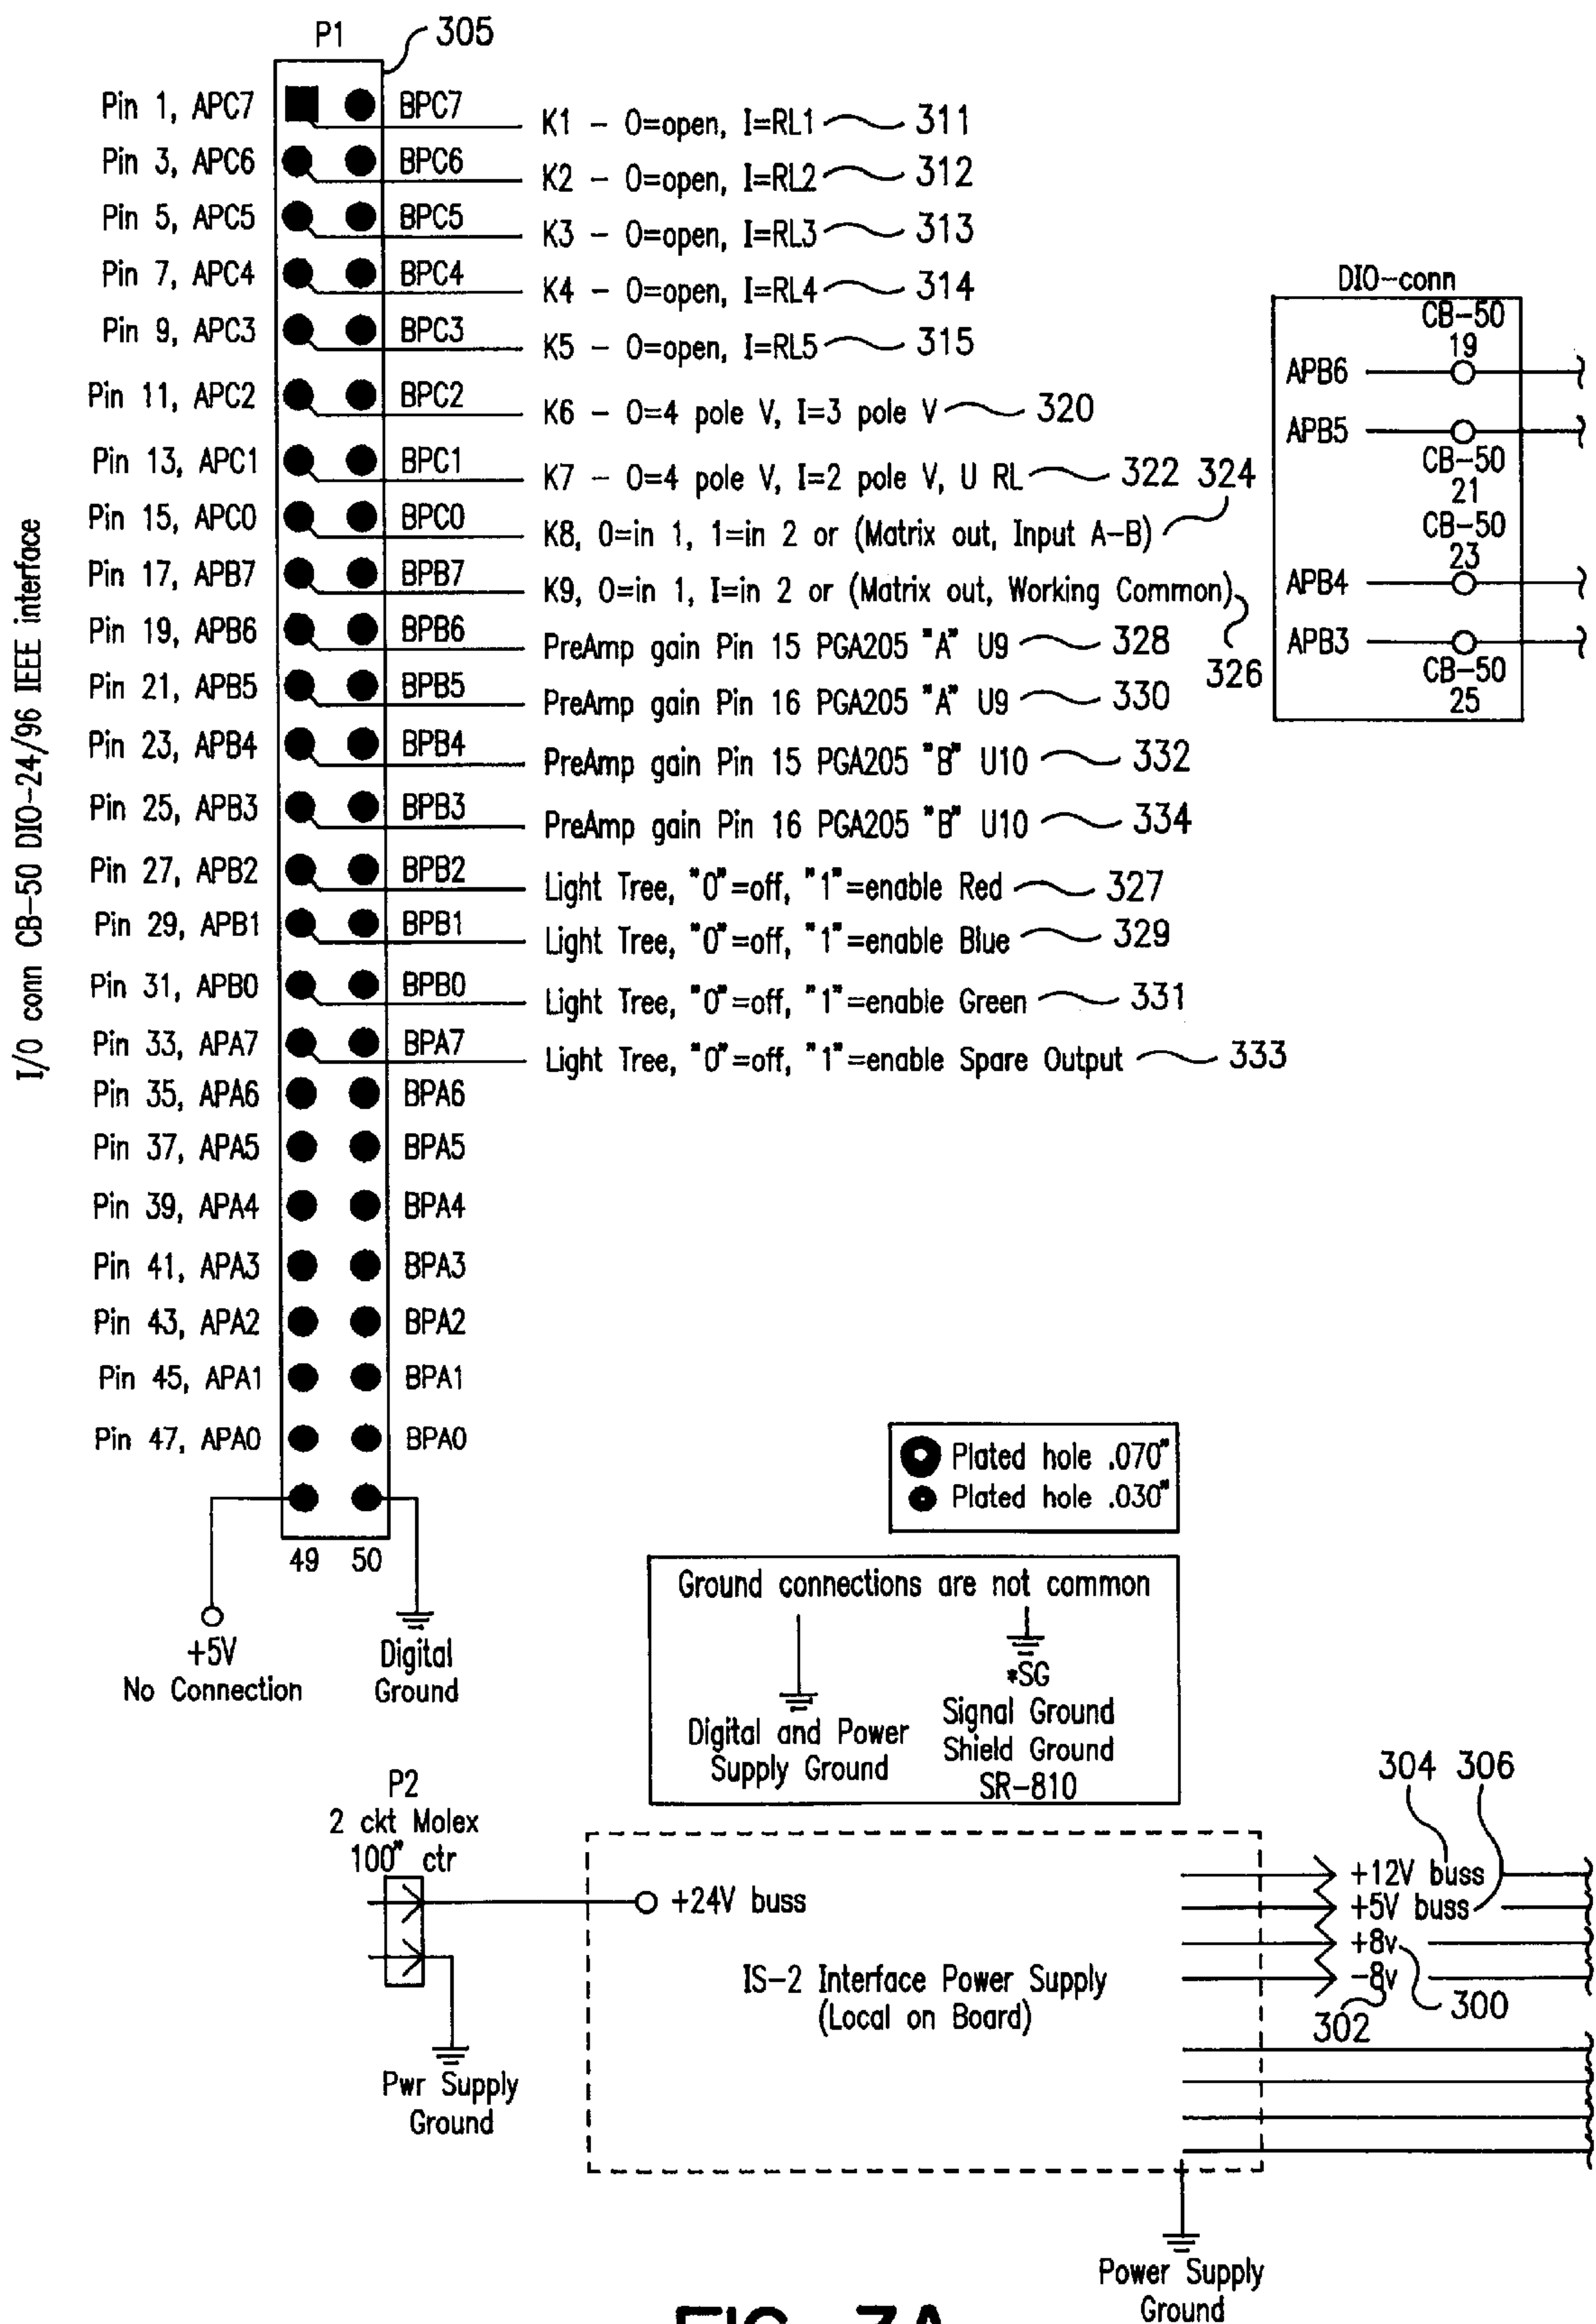 P1 305
Pin 1, APC7 BPC7
K1 - 0=open, I=RL1 311
Pin 3, APC6 BPC6
K2 - 0=open, I=RL2 312
Pin 5, APC5 BPC5
K3 - 0=open, I=RL3 313
Pin 7, APC4 BPC4
K4 - 0=open, I=RL4 314
Pin 9, APC3 BPC3
K5 - 0=open, I=RL5 315
Pin 11, APC2 BPC2
K6 - 0=4 pole V, I=3 pole V 320
Pin 13, APC1 BPC1
K7 - 0=4 pole V, I=2 pole V, U RL 322
Pin 15, APC0 BPC0
K8, 0=in 1, 1=in 2 or (Matrix out, Input A-B) 324
Pin 17, APB7 BPB7
K9, 0=in 1, I=in 2 or (Matrix out, Working Common) 326
Pin 19, APB6 BPB6
PreAmp gain Pin 15 PGA205 "A" U9 328
Pin 21, APB5 BPB5
PreAmp gain Pin 16 PGA205 "A" U9 330
Pin 23, APB4 BPB4
PreAmp gain Pin 15 PGA205 "B" U10 332
Pin 25, APB3 BPB3
PreAmp gain Pin 16 PGA205 "B" U10 334
Pin 27, APB2 BPB2
Light Tree, "0"=off, "1"=enable Red 327
Pin 29, APB1 BPB1
Light Tree, "0"=off, "1"=enable Blue 329
Pin 31, APB0 BPB0
Light Tree, "0"=off, "1"=enable Green 331
Pin 33, APA7 BPA7
Light Tree, "0"=off, "1"=enable Spare Output 333
Pin 35, APA6 BPA6
Pin 37, APA5 BPA5
Pin 39, APA4 BPA4
Pin 41, APA3 BPA3
Pin 43, APA2 BPA2
Pin 45, APA1 BPA1
Pin 47, APA0 BPA0
49 50
+5V
No Connection
Digital
Ground
I/O conn CB-50 DIO-24/96 IEEE interface
DIO-conn
CB-50
19
APB6
APB5
CB-50
21
CB-50
23
APB4
APB3
CB-50
25
Plated hole .070"
Plated hole .030"
Ground connections are not common
Digital and Power
Supply Ground
*SG
Signal Ground
Shield Ground
SR-810
P2
2 ckt Molex
100" ctr
Pwr Supply
Ground
+24V buss
IS-2 Interface Power Supply
(Local on Board)
304 306
+12V buss
+5V buss
+8v
-8v
302 300
Power Supply
Ground
FIG. 7A